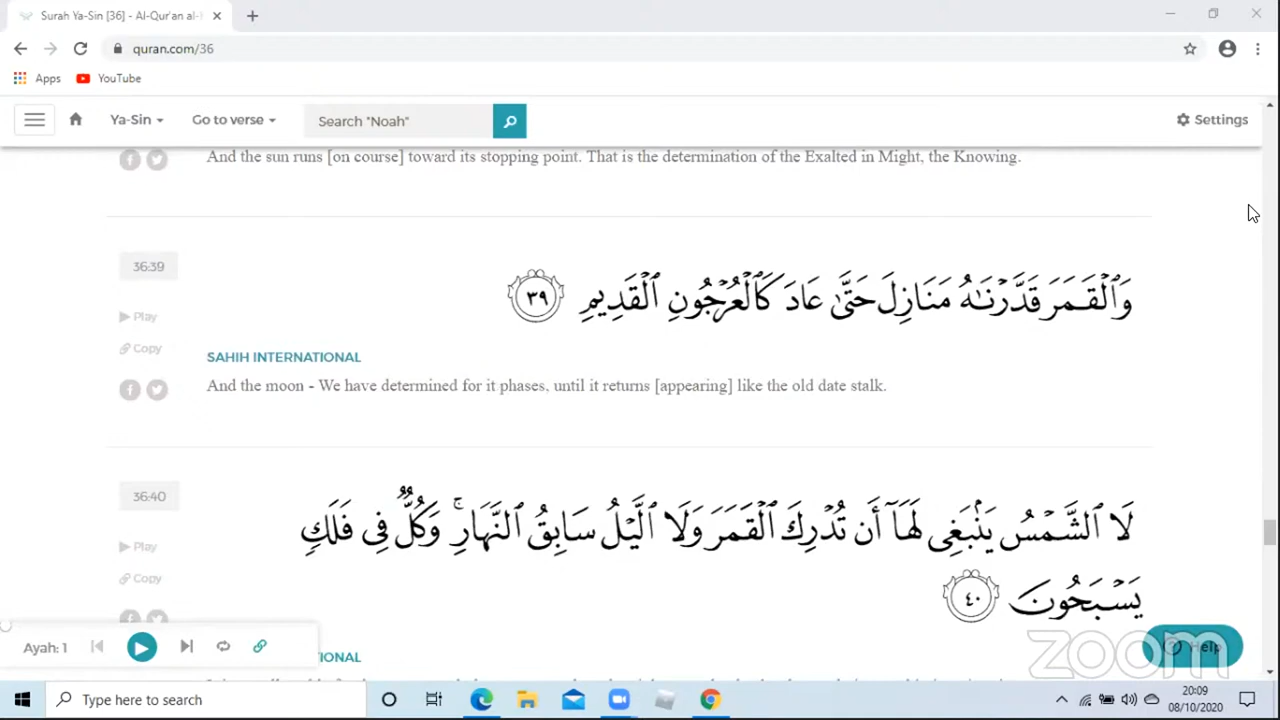 Surah Ya-Sin [36] - Al-Qur'an al-
quran.com/36
Apps YouTube
Ya-Sin Go to verse Search "Noah" Settings
And the sun runs [on course] toward its stopping point. That is the determination of the Exalted in Might, the Knowing.
36:39
وَٱلْقَمَرَ قَدَّرْنَـٰهُ مَنَازِلَ حَتَّىٰ عَادَ كَٱلْعُرْجُونِ ٱلْقَدِيمِ ٣٩
Play
Copy
SAHIH INTERNATIONAL
And the moon - We have determined for it phases, until it returns [appearing] like the old date stalk.
36:40
لَا ٱلشَّمْسُ يَنۢبَغِى لَهَآ أَن تُدْرِكَ ٱلْقَمَرَ وَلَا ٱلَّيْلُ سَابِقُ ٱلنَّهَارِ ۚ وَكُلٌّ فِى فَلَكٍ
Play
Copy
يَسْبَحُونَ ٤٠
Ayah: 1
zoom
Help
Type here to search
20:09
08/10/2020